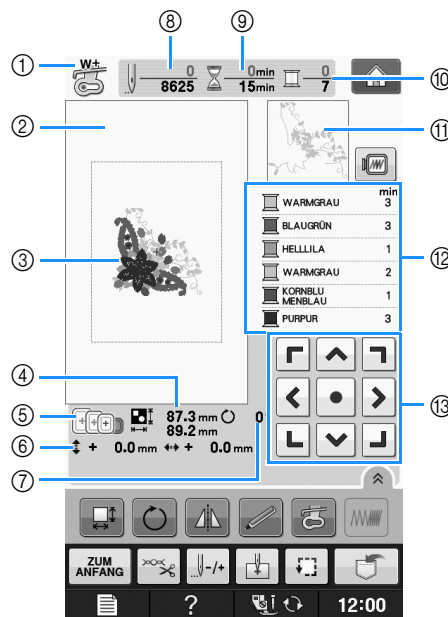 ⑧ ⑨
① W± 0 0min 0 ⑩
8625 15min 7
② ⑪
min
WARMGRAU 3
BLAUGRÜN 3
HELLLILA 1
⑫
WARMGRAU 2
KORNBLU
MENBLAU 1
PURPUR 3
③
④
⑤ 87.3 mm 0
89.2 mm
⑥ + 0.0 mm + 0.0 mm
⑦
⑬
ZUM
ANFANG
-/+
? 12:00